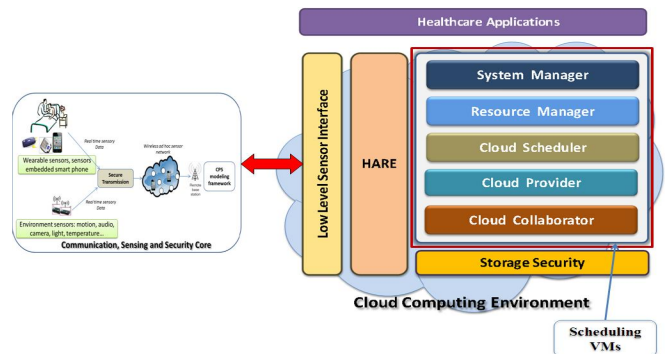 Healthcare Applications
Real time sensory
Data
Wireless ad hoc sensor
network
Wearable sensors, sensors
embedded smart phone
Secure
Transmission
Remote
base
station
CPS
modeling
framework
Real time sensory
Data
Environment sensors: motion, audio,
camera, light, temperature...
Communication, Sensing and Security Core
Low Level Sensor Interface
HARE
System Manager
Resource Manager
Cloud Scheduler
Cloud Provider
Cloud Collaborator
Storage Security
Cloud Computing Environment
Scheduling
VMs